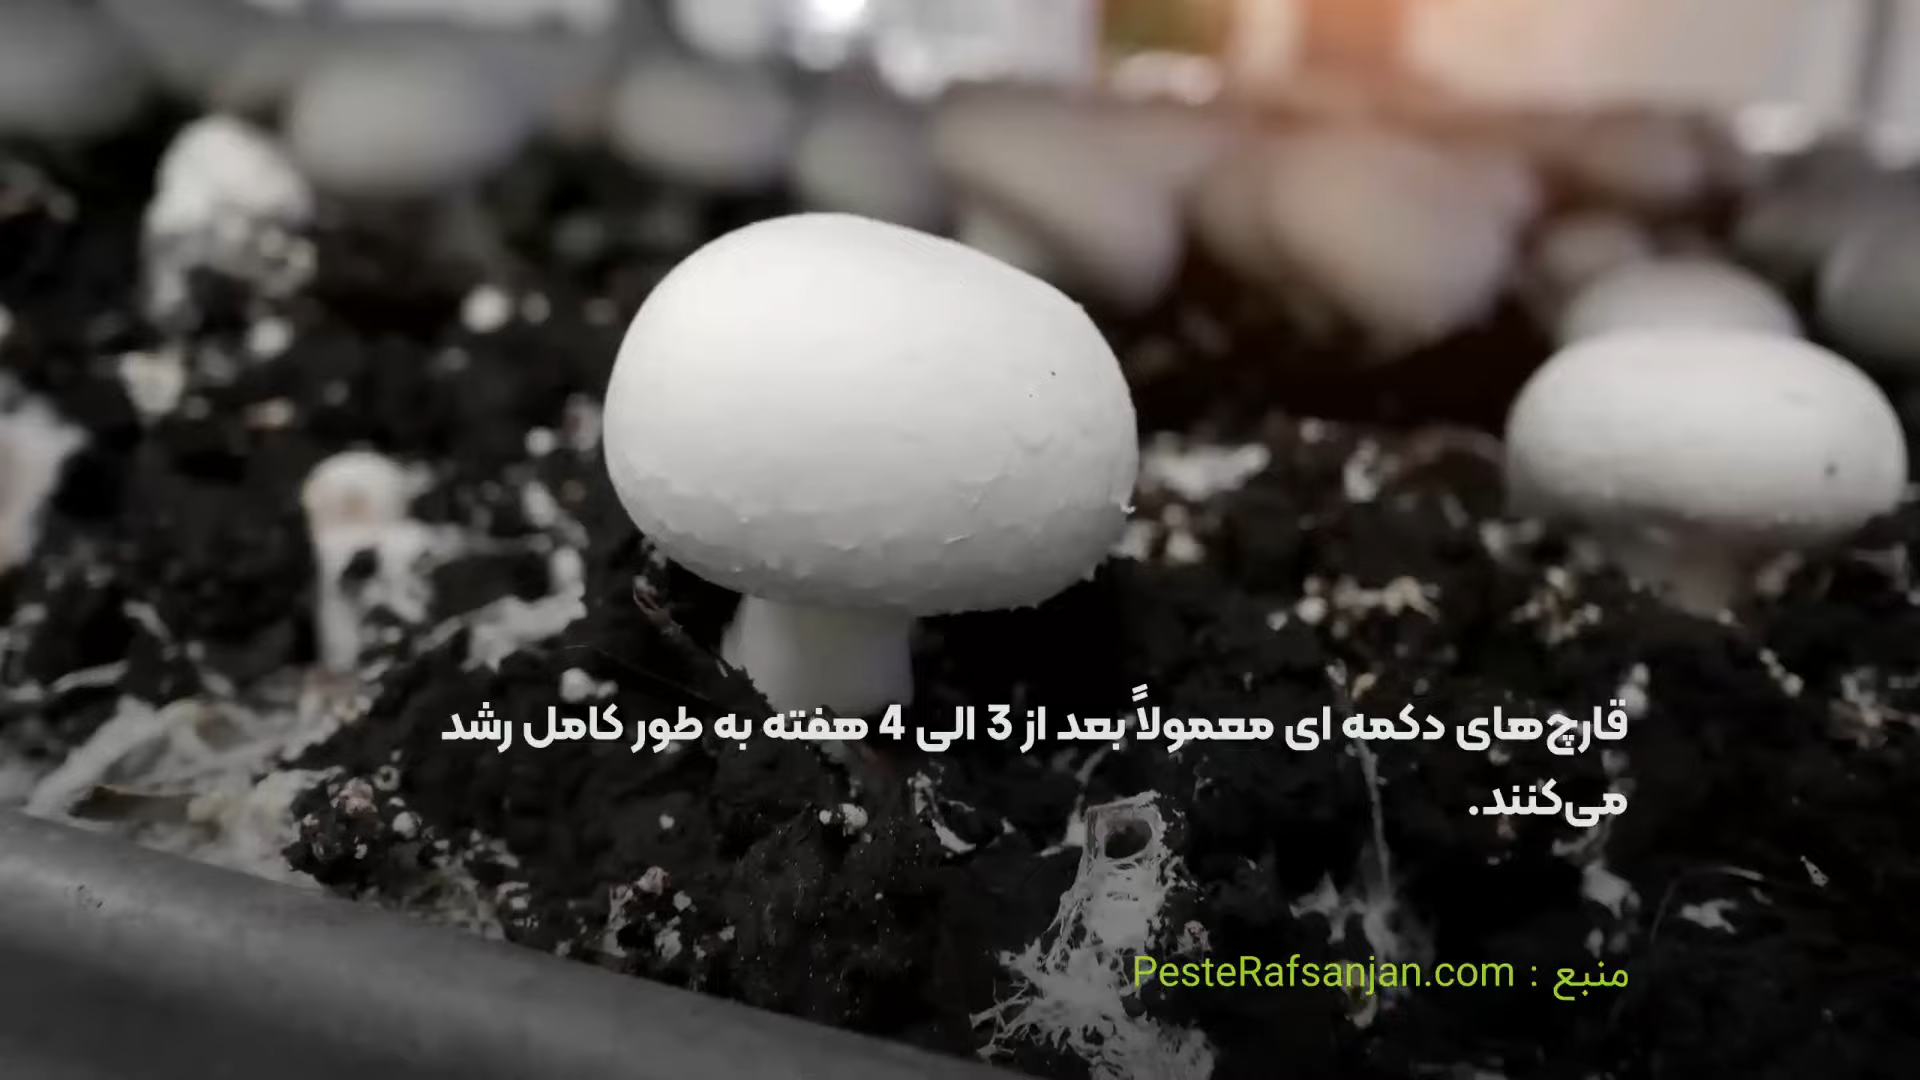 قارچ‌های دکمه ای معمولاً بعد از 3 الی 4 هفته به طور کامل رشد
می‌کنند.
منبع : PesteRafsanjan.com